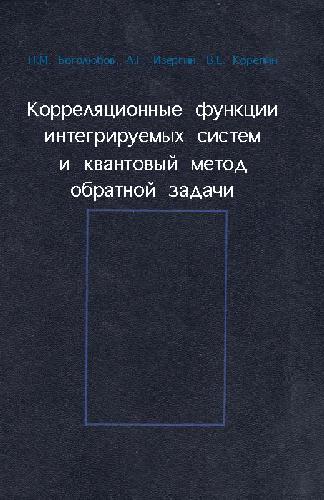 Н.М. Боголюбов, А.Г. Изергин, В.Е. Корепин
Корреляционные функции
интегрируемых систем
и квантовый метод
обратной задачи